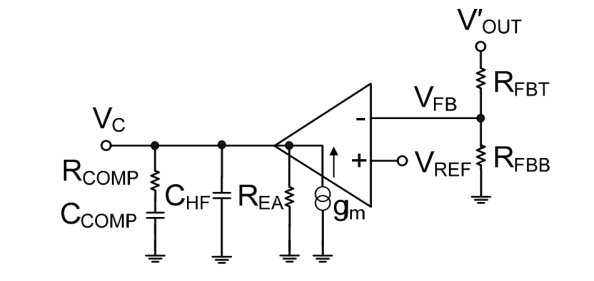 V'OUT
RFBT
VFB
VC
-
+
VREF
RFBB
RCOMP
CHF
REA
gm
CCOMP